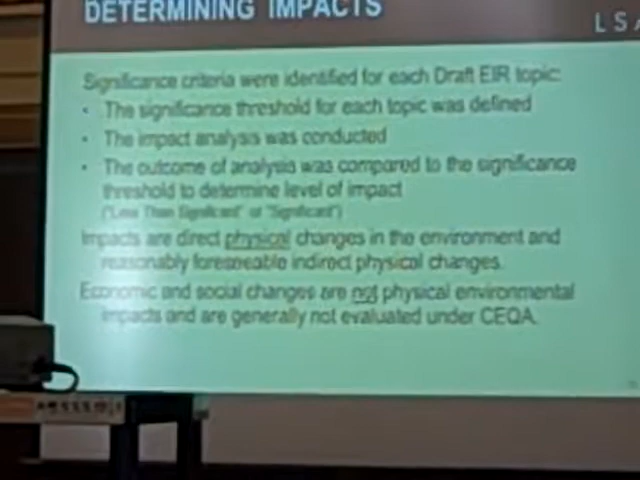 DETERMINING IMPACTS
LSA
Significance criteria were identified for each Draft EIR topic:
• The significance threshold for each topic was defined
• The impact analysis was conducted
• The outcome of analysis was compared to the significance
threshold to determine level of impact
("Less Than Significant" or "Significant")
Impacts are direct physical changes in the environment and
reasonably foreseeable indirect physical changes.
Economic and social changes are not physical environmental
impacts and are generally not evaluated under CEQA.